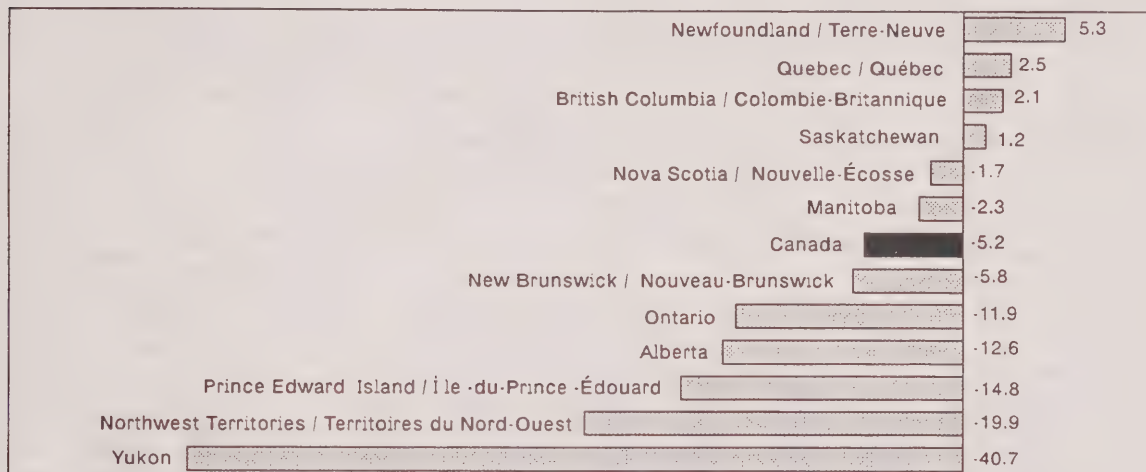 Newfoundland / Terre-Neuve 5.3
Quebec / Québec 2.5
British Columbia / Colombie-Britannique 2.1
Saskatchewan 1.2
Nova Scotia / Nouvelle-Écosse -1.7
Manitoba -2.3
Canada -5.2
New Brunswick / Nouveau-Brunswick -5.8
Ontario -11.9
Alberta -12.6
Prince Edward Island / Île-du-Prince-Édouard -14.8
Northwest Territories / Territoires du Nord-Ouest -19.9
Yukon -40.7